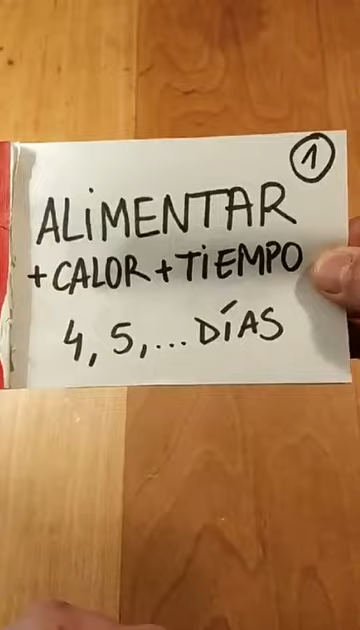 1
ALIMENTAR
+CALOR+TIEMPO
4, 5,... DÍAS